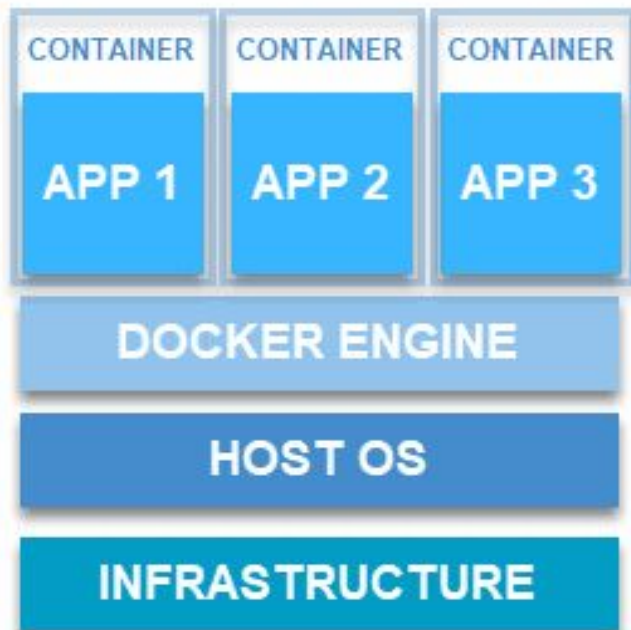 CONTAINER CONTAINER CONTAINER
APP 1 APP 2 APP 3
DOCKER ENGINE
HOST OS
INFRASTRUCTURE